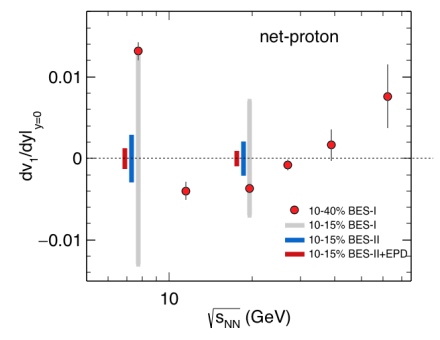 net-proton
0.01
0
−0.01
dv₁/dy|y=0
10-40% BES-I
10-15% BES-I
10-15% BES-II
10-15% BES-II+EPD
10
√sNN (GeV)